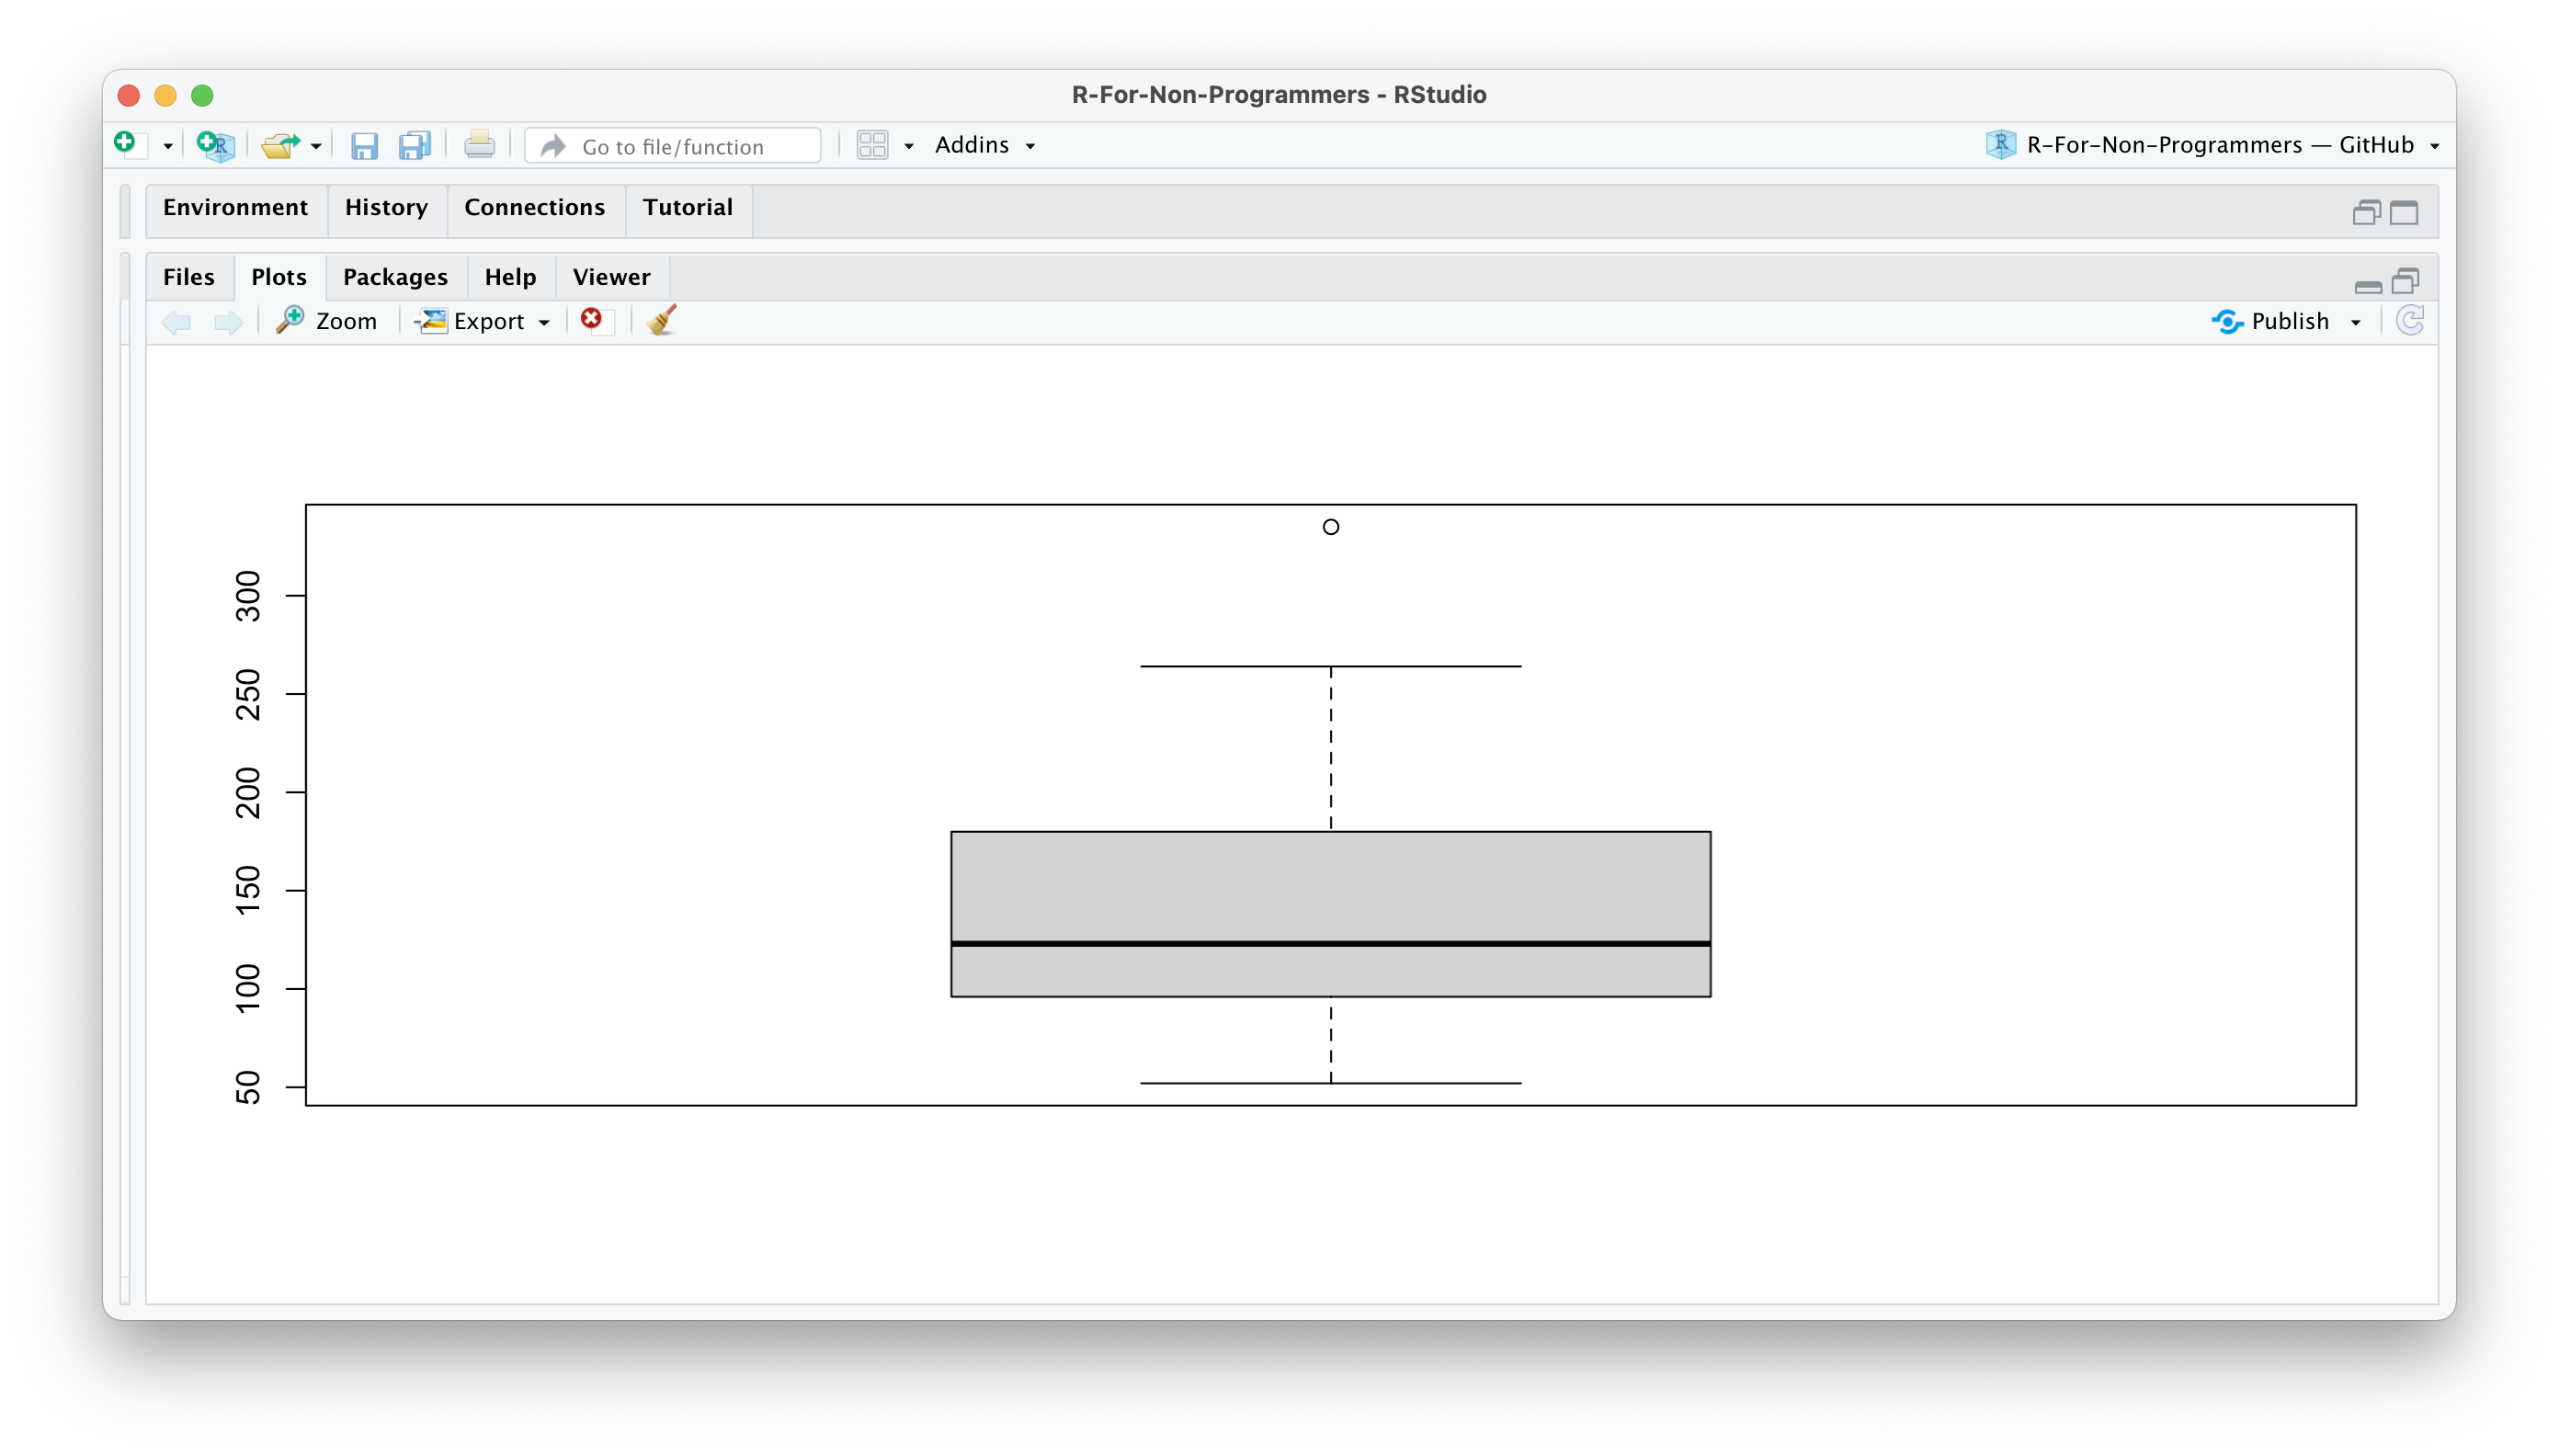 R-For-Non-Programmers - RStudio
Go to file/function
Addins
R-For-Non-Programmers — GitHub
Environment History Connections Tutorial
Files Plots Packages Help Viewer
Zoom Export Publish
300
250
200
150
100
50